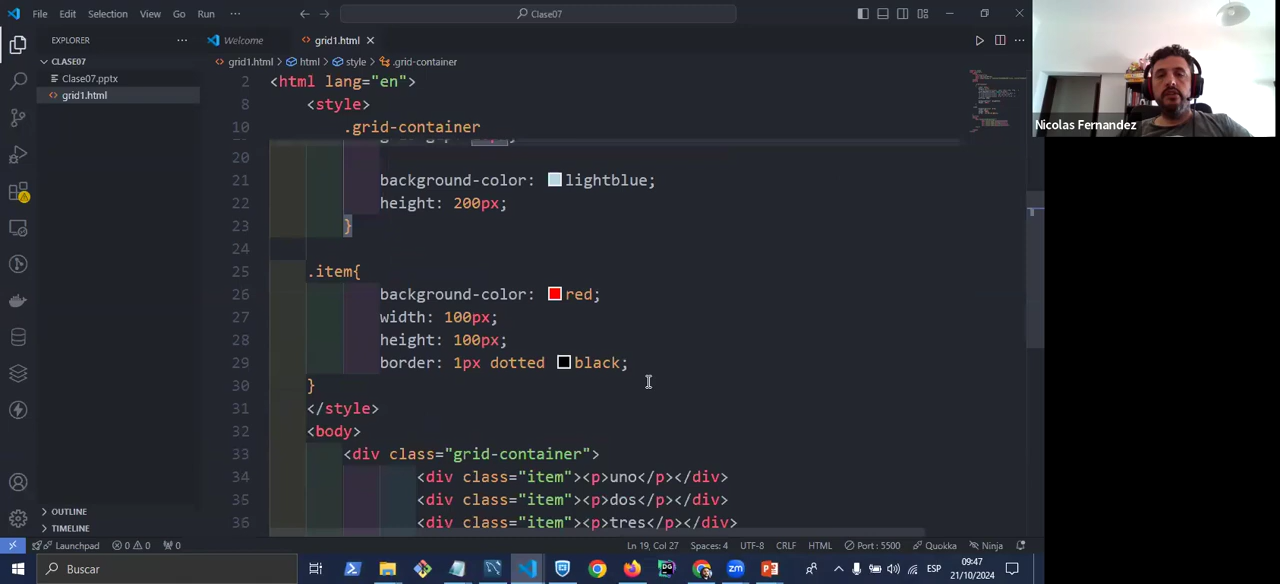 File Edit Selection View Go Run ··· Clase07
EXPLORER ··· Welcome grid1.html
CLASE07 grid1.html > html > style > .grid-container
Clase07.pptx
grid1.html
2 <html lang="en">
8 <style>
10 .grid-container
20
21 background-color: lightblue;
22 height: 200px;
23 }
24
25 .item{
26 background-color: red;
27 width: 100px;
28 height: 100px;
29 border: 1px dotted black;
30 }
31 </style>
32 <body>
33 <div class="grid-container">
34 <div class="item"><p>uno</p></div>
35 <div class="item"><p>dos</p></div>
36 <div class="item"><p>tres</p></div>
OUTLINE
TIMELINE
Launchpad 0 0 0 Ln 19, Col 27 Spaces: 4 UTF-8 CRLF HTML Port : 5500 Quokka Ninja
Buscar zm DG ESP 09:47
21/10/2024
Nicolas Fernandez